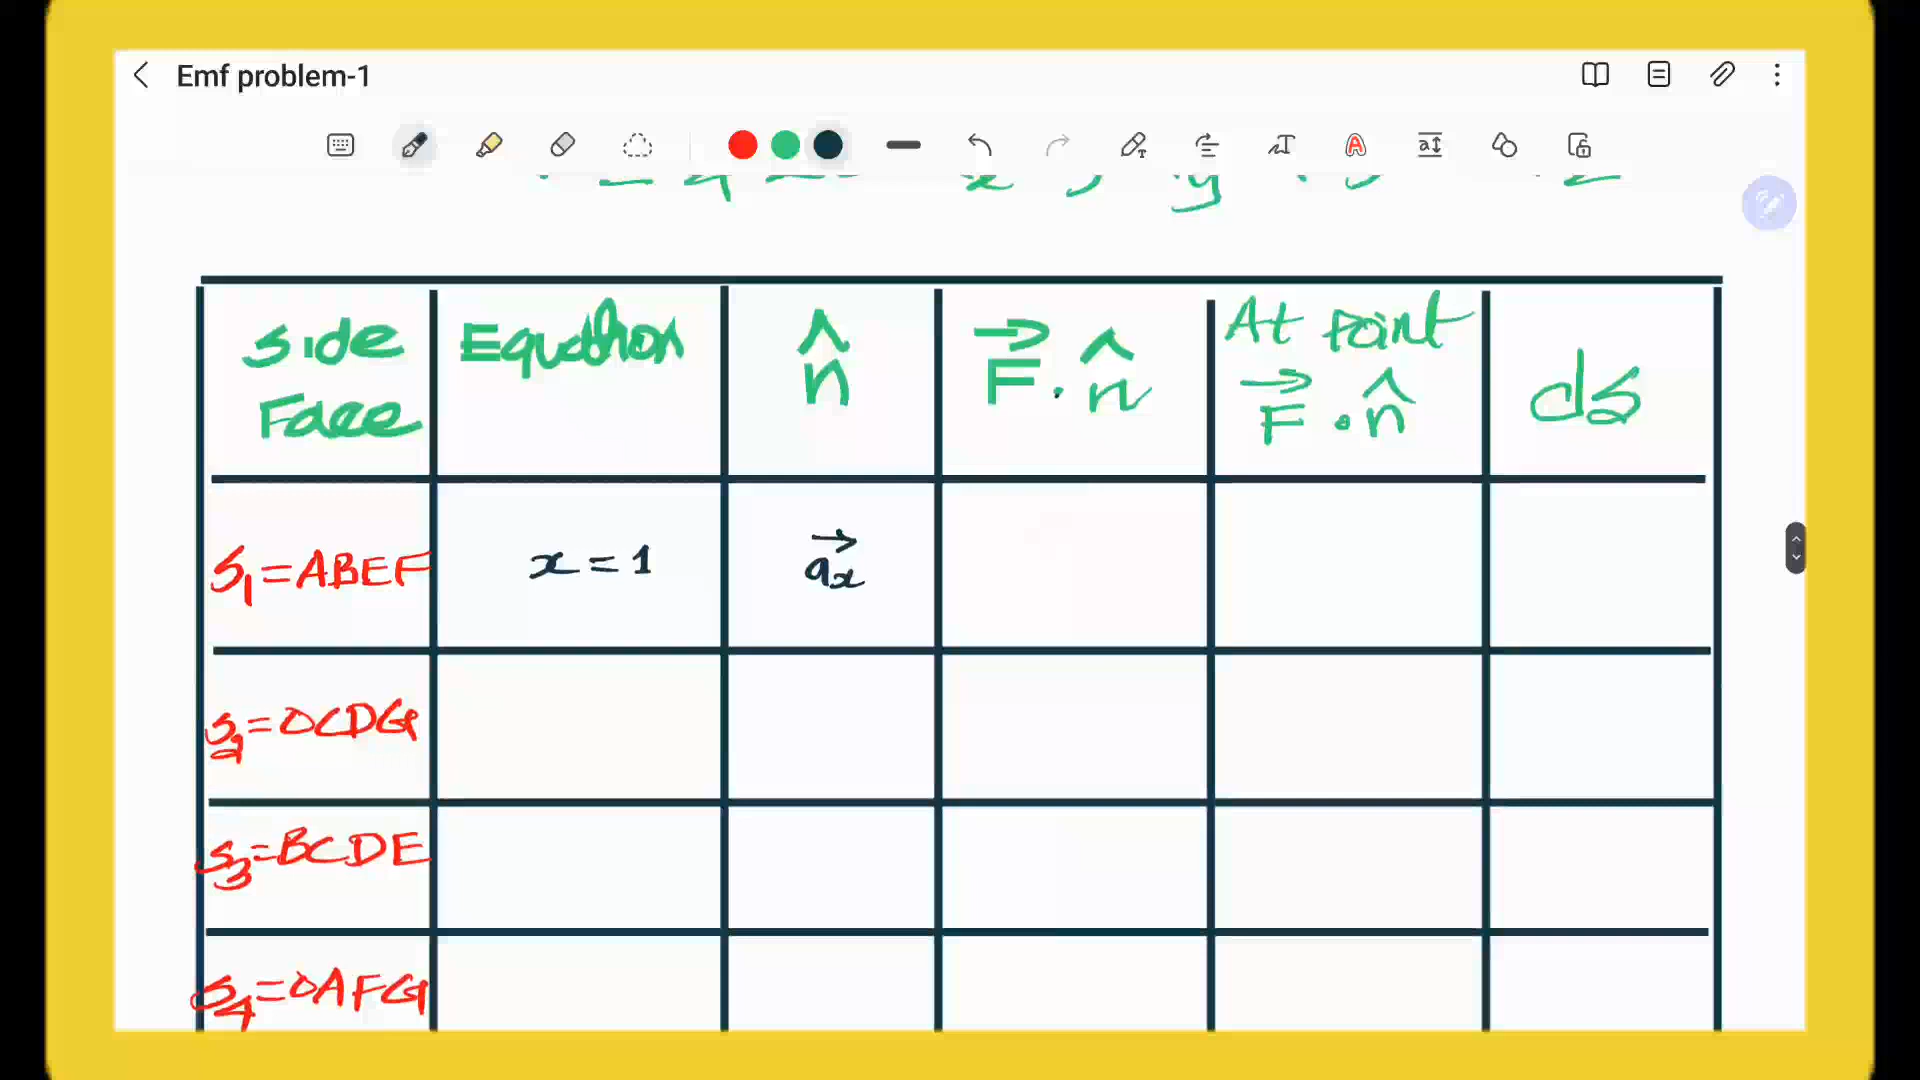 Emf problem-1
Side Face
Equation
n̂
F⃗ . n̂
At point F⃗ . n̂
ds
S₁=ABEF
x = 1
a⃗x
S₂=OCDG
S₃=BCDE
S₄=OAFG